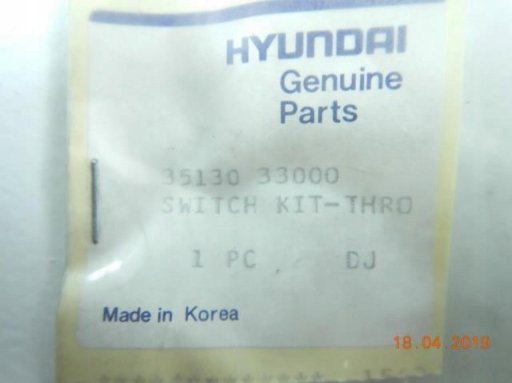 HYUNDAI
Genuine
Parts
35130 33000
SWITCH KIT-THRO
1 PC , DJ
Made in Korea
18.04.2019